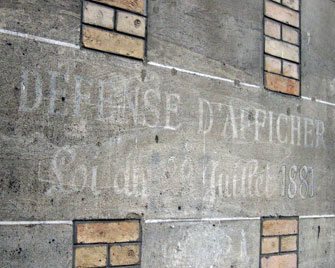 DEFENSE D'AFFICHER
Loi du 29 Juillet 1881